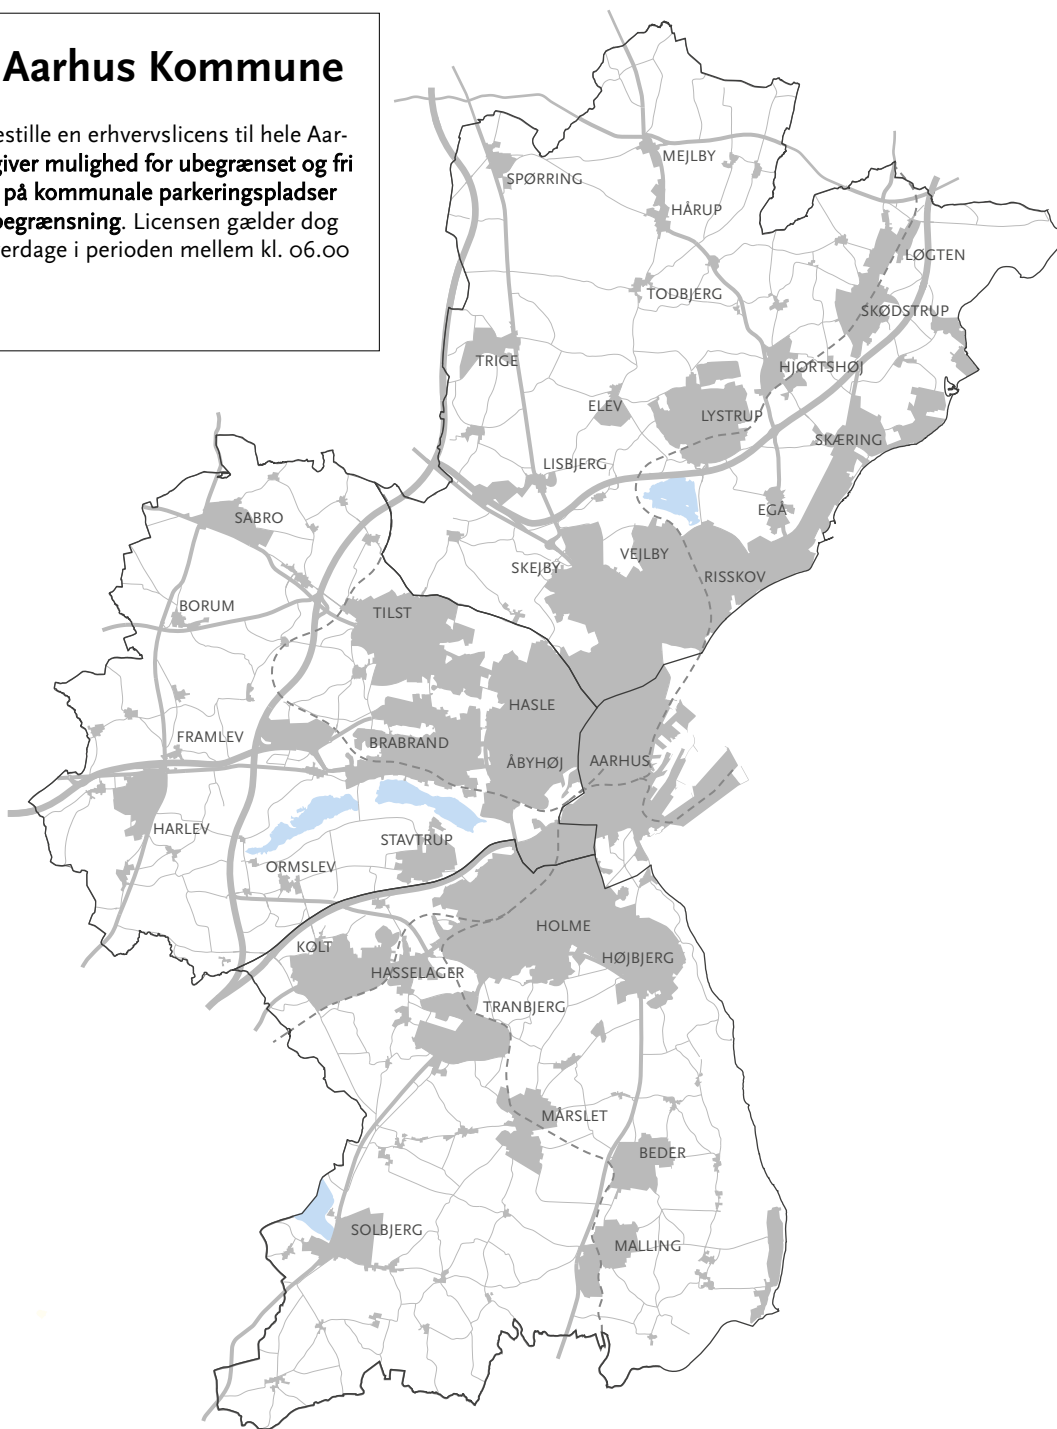 Aarhus Kommune
estille en erhvervslicens til hele Aar-
giver mulighed for ubegrænset og fri
på kommunale parkeringspladser
begrænsning. Licensen gælder dog
erdage i perioden mellem kl. 06.00
MEJLBY
SPØRRING
HÅRUP
LØGTEN
TODBJERG
SKØDSTRUP
TRIGE
HJORTSHØJ
ELEV
LYSTRUP
SKÆRING
LISBJERG
EGÅ
SABRO
VEJLBY
SKEJBY
RISSKOV
BORUM
TILST
HASLE
FRAMLEV
BRABRAND
ÅBYHØJ
AARHUS
HARLEV
STAVTRUP
ORMSLEV
HOLME
KOLT
HØJBJERG
HASSELAGER
TRANBJERG
MÅRSLET
BEDER
SOLBJERG
MALLING